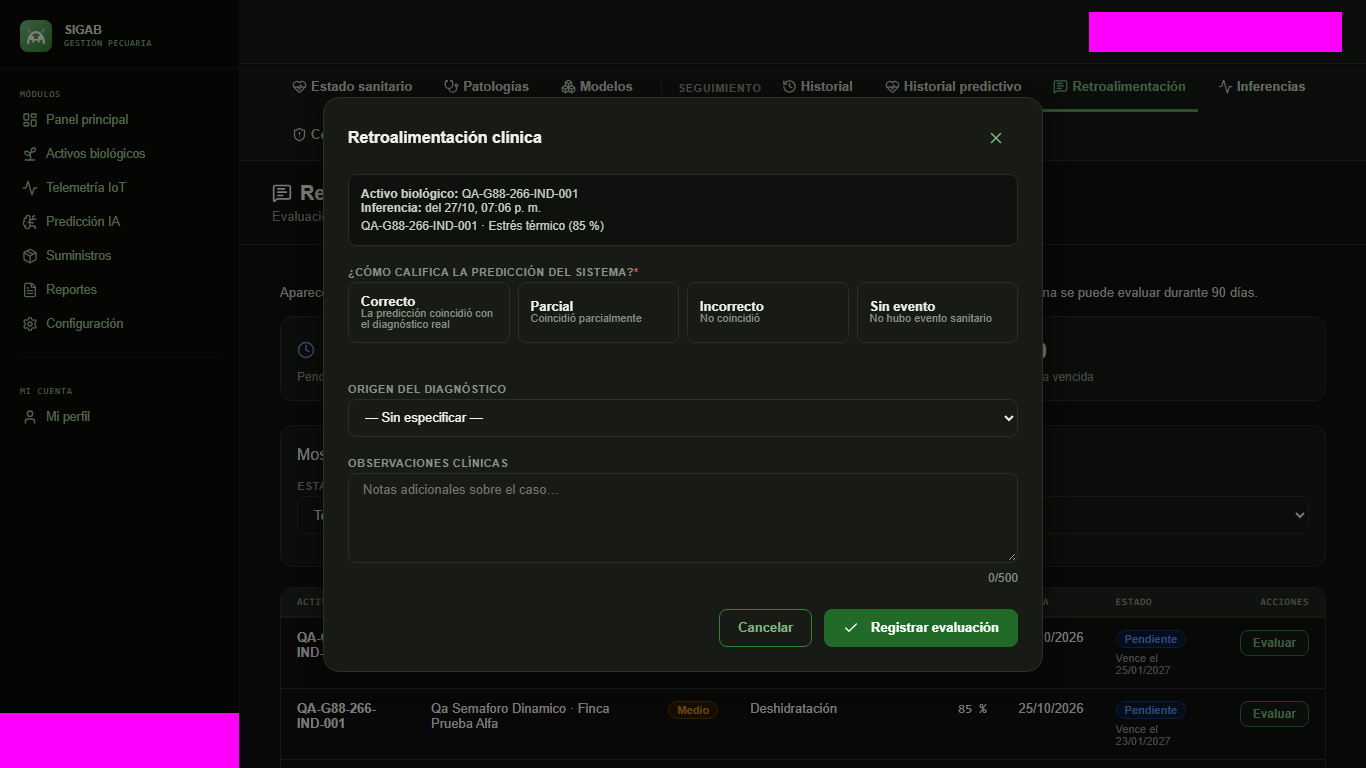 SIGAB
GESTIÓN PECUARIA
MÓDULOS
Panel principal
Activos biológicos
Telemetría IoT
Predicción IA
Suministros
Reportes
Configuración
MI CUENTA
Mi perfil
Estado sanitario
Patologías
Modelos
SEGUIMIENTO
Historial
Historial predictivo
Retroalimentación
Inferencias
Retroalimentación clínica
Activo biológico: QA-G88-266-IND-001
Inferencia: del 27/10, 07:06 p. m.
QA-G88-266-IND-001 · Estrés térmico (85 %)
¿CÓMO CALIFICA LA PREDICCIÓN DEL SISTEMA?*
Correcto
La predicción coincidió con
el diagnóstico real
Parcial
Coincidió parcialmente
Incorrecto
No coincidió
Sin evento
No hubo evento sanitario
na se puede evaluar durante 90 días.
a vencida
ORIGEN DEL DIAGNÓSTICO
— Sin especificar —
OBSERVACIONES CLÍNICAS
Notas adicionales sobre el caso...
0/500
Cancelar
Registrar evaluación
ESTADO
ACCIONES
0/2026
Pendiente
Vence el
25/01/2027
Evaluar
QA-G88-266-
IND-001
Qa Semaforo Dinamico · Finca
Prueba Alfa
Medio
Deshidratación
85 %
25/10/2026
Pendiente
Vence el
23/01/2027
Evaluar